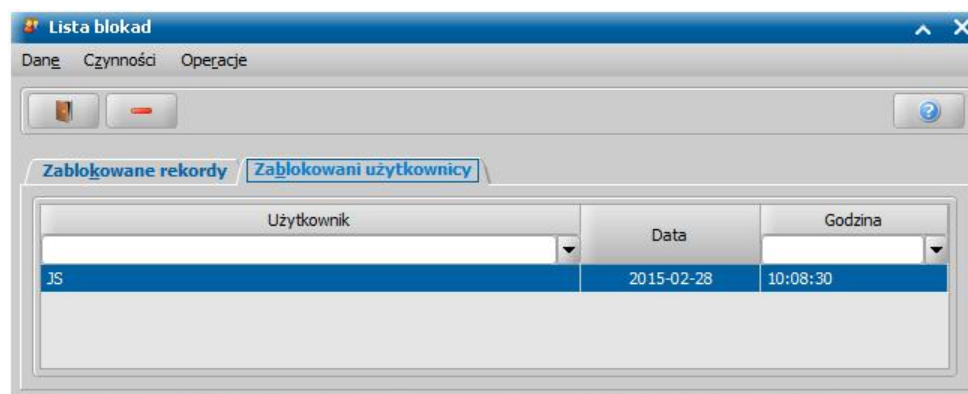 Lista blokad
Dane Czynności Operacje
Zablokowane rekordy Zablokowani użytkownicy
Użytkownik Data Godzina
JS 2015-02-28 10:08:30